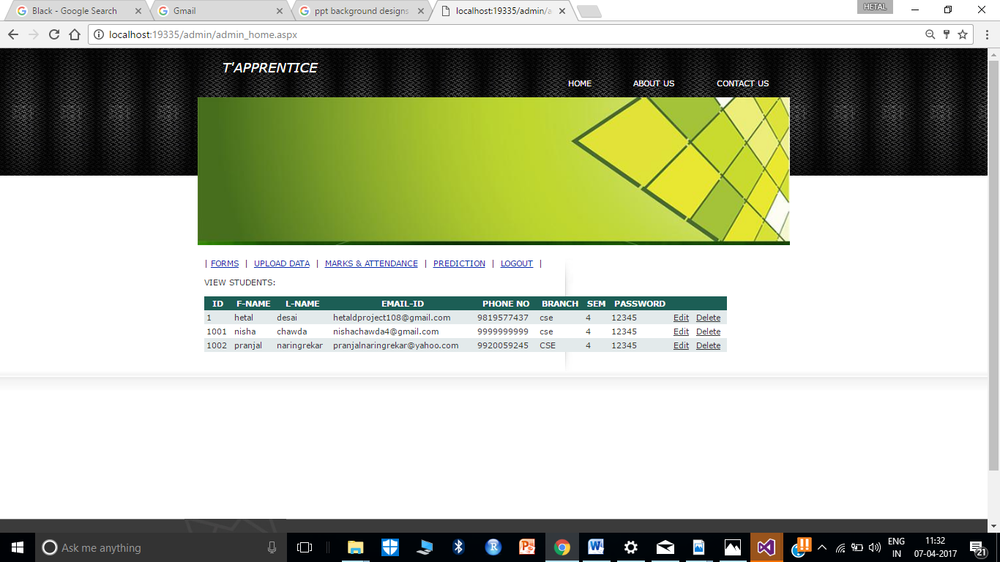 Black - Google Search
Gmail
ppt background designs
localhost:19335/admin/a
HETAL
localhost:19335/admin/admin_home.aspx
T'APPRENTICE
HOME ABOUT US CONTACT US
| FORMS | UPLOAD DATA | MARKS & ATTENDANCE | PREDICTION | LOGOUT |
VIEW STUDENTS:
ID F-NAME L-NAME EMAIL-ID PHONE NO BRANCH SEM PASSWORD
1 hetal desai hetaldproject108@gmail.com 9819577437 cse 4 12345 Edit Delete
1001 nisha chawda nishachawda4@gmail.com 9999999999 cse 4 12345 Edit Delete
1002 pranjal naringrekar pranjalnaringrekar@yahoo.com 9920059245 CSE 4 12345 Edit Delete
Ask me anything
ENG 11:32
IN 07-04-2017 21